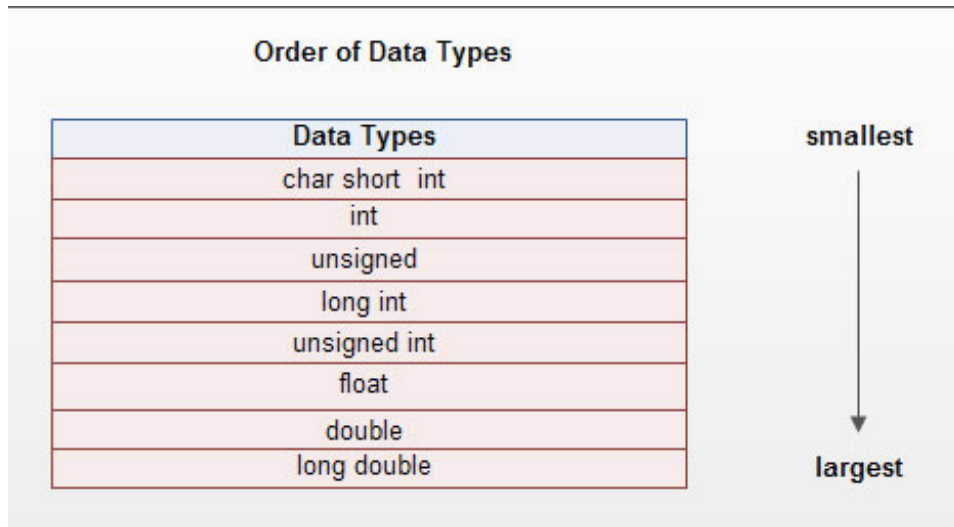 Order of Data Types
Data Types
smallest
char short int
int
unsigned
long int
unsigned int
float
double
long double
largest